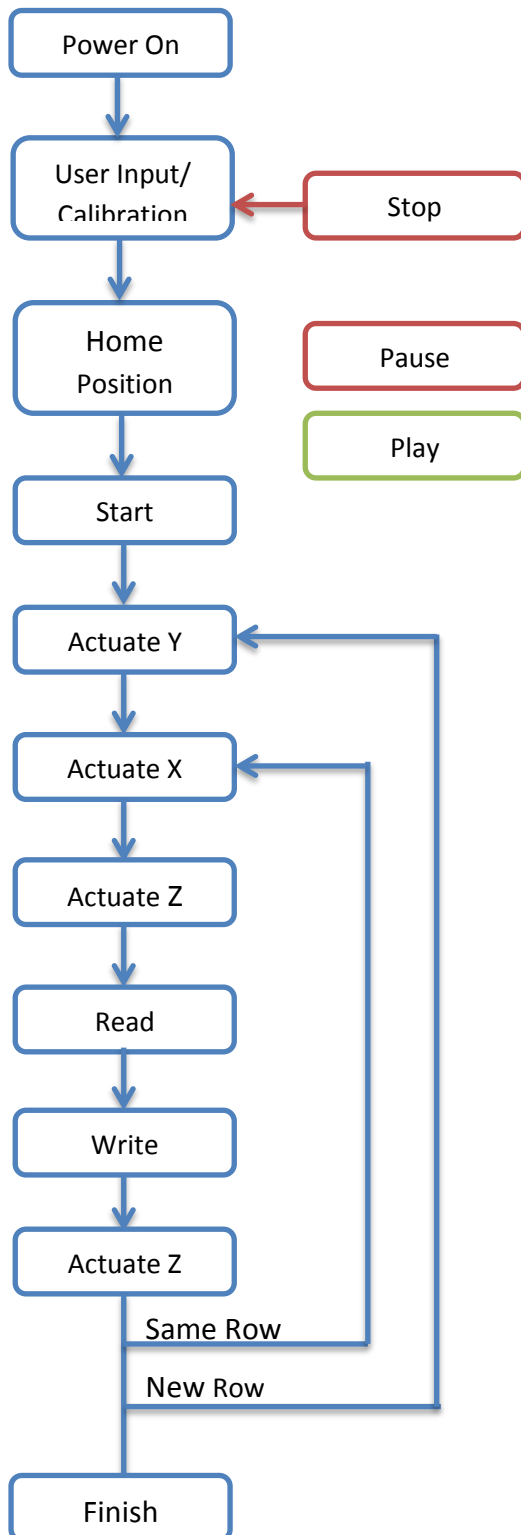 Power On
User Input/
Calibration
Stop
Home
Position
Pause
Play
Start
Actuate Y
Actuate X
Actuate Z
Read
Write
Actuate Z
Same Row
New Row
Finish